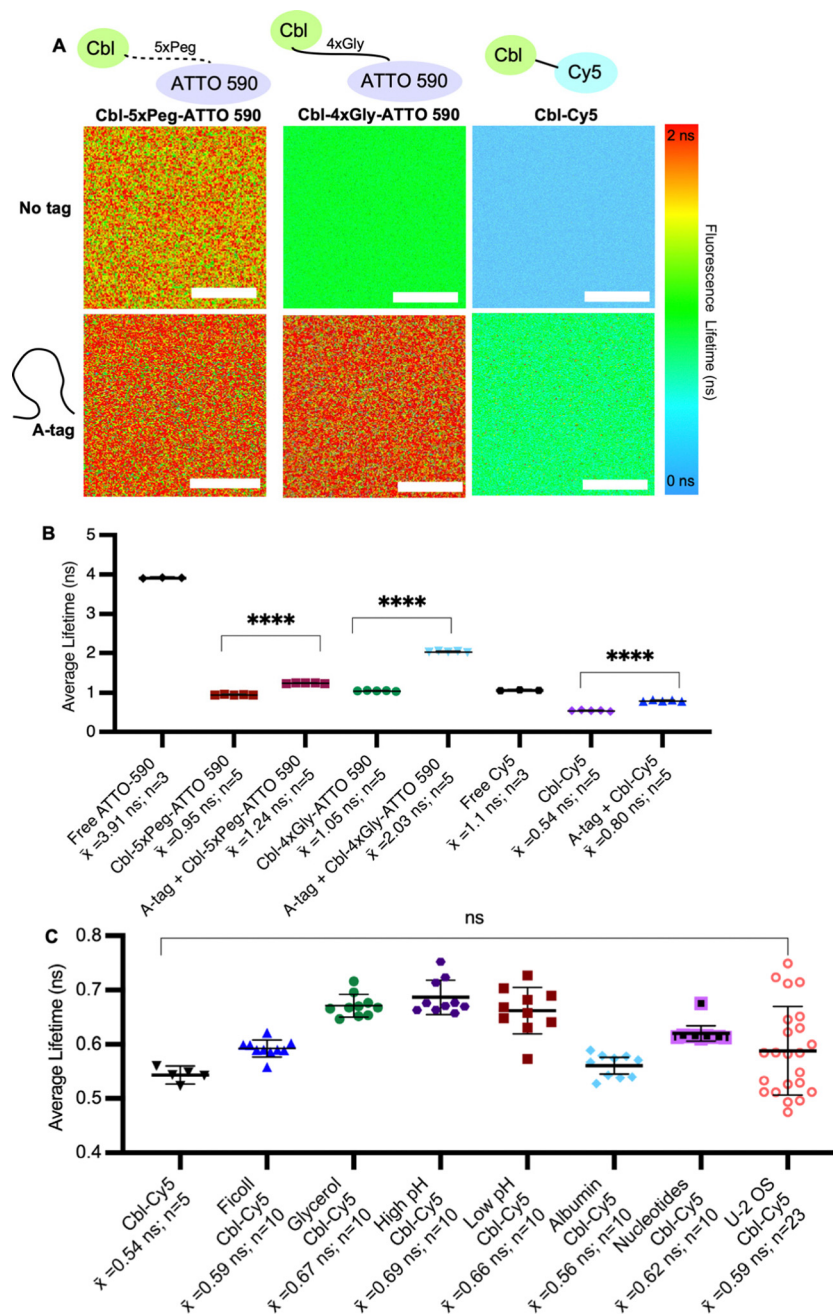 A
Cbl
5xPeg
ATTO 590
Cbl
4xGly
ATTO 590
Cbl
Cy5
Cbl-5xPeg-ATTO 590
Cbl-4xGly-ATTO 590
Cbl-Cy5
No tag
A-tag
2 ns
Fluorescence Lifetime (ns)
0 ns
B
Average Lifetime (ns)
5
4
3
2
1
0
****
****
****
Free ATTO-590
x̄ =3.91 ns; n=3
Cbl-5xPeg-ATTO 590
x̄ =0.95 ns; n=5
A-tag + Cbl-5xPeg-ATTO 590
x̄ =1.24 ns; n=5
Cbl-4xGly-ATTO 590
x̄ =1.05 ns; n=5
A-tag + Cbl-4xGly-ATTO 590
x̄ =2.03 ns; n=5
Free Cy5
x̄ =1.1 ns; n=3
Cbl-Cy5
x̄ =0.54 ns; n=5
A-tag + Cbl-Cy5
x̄ =0.80 ns; n=5
C
Average Lifetime (ns)
0.8
0.7
0.6
0.5
0.4
ns
Cbl-Cy5
x̄ =0.54 ns; n=5
Ficoll
Cbl-Cy5
x̄ =0.59 ns; n=10
Glycerol
Cbl-Cy5
x̄ =0.67 ns; n=10
High pH
Cbl-Cy5
x̄ =0.69 ns; n=10
Low pH
Cbl-Cy5
x̄ =0.66 ns; n=10
Albumin
Cbl-Cy5
x̄ =0.56 ns; n=10
Nucleotides
Cbl-Cy5
x̄ =0.62 ns; n=10
U-2 OS
Cbl-Cy5
x̄ =0.59 ns; n=23